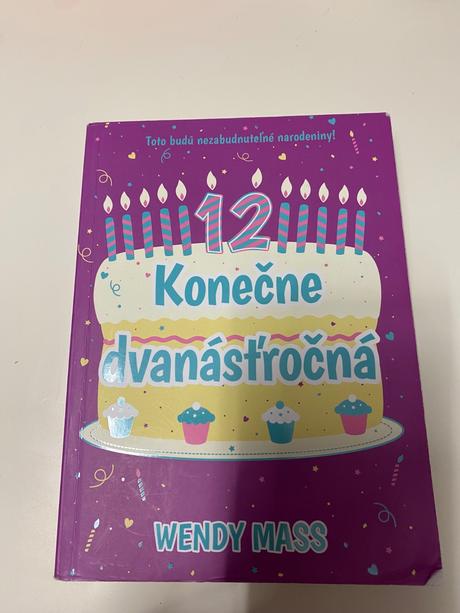 Toto budú nezabudnuteľné narodeniny!
12
Konečne
dvanásťročná
WENDY MASS